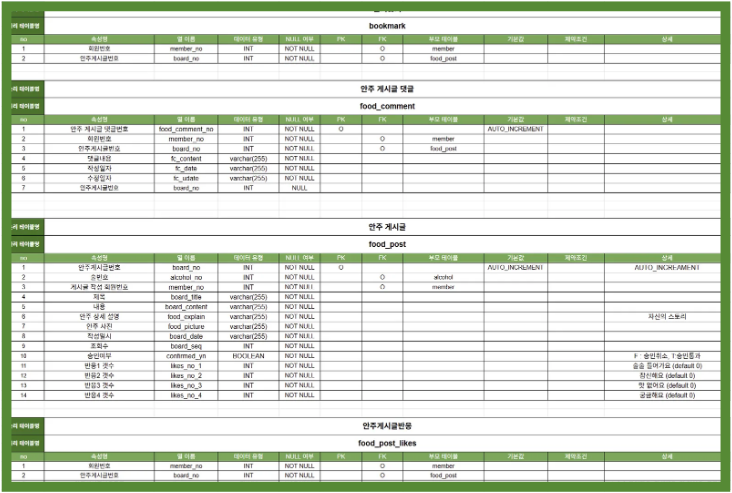 bookmark
리 테이블명
no 속성명 열 이름 데이터 유형 NULL 여부 PK FK 부모 테이블 기본값 제약조건 상세
1 회원번호 member_no INT NOT NULL O member
2 안주게시글번호 board_no INT NOT NULL O food_post
리 테이블명 안주 게시글 댓글
리 테이블명 food_comment
no 속성명 열 이름 데이터 유형 NULL 여부 PK FK 부모 테이블 기본값 제약조건 상세
1 안주 게시글 댓글번호 food_comment_no INT NOT NULL O AUTO_INCREMENT
2 회원번호 member_no INT NOT NULL O member
3 안주게시글번호 board_no INT NOT NULL O food_post
4 댓글내용 fc_content varchar(255) NOT NULL
5 작성일자 fc_date varchar(255) NOT NULL
6 수정일자 fc_udate varchar(255) NOT NULL
7 안주게시글번호 board_no INT NULL
리 테이블명 안주 게시글
리 테이블명 food_post
no 속성명 열 이름 데이터 유형 NULL 여부 PK FK 부모 테이블 기본값 제약조건 상세
1 안주게시글번호 board_no INT NOT NULL O AUTO_INCREMENT AUTO_INCREAMENT
2 술번호 alcohol_no INT NOT NULL O alcohol
3 게시글 작성 회원번호 member_no INT NOT NULL O member
4 제목 board_title varchar(255) NOT NULL
5 내용 board_content varchar(255) NOT NULL
6 안주 상세 설명 food_explain varchar(255) NOT NULL 자신의 스토리
7 안주 사진 food_picture varchar(255) NOT NULL
8 작성일시 board_date varchar(255) NOT NULL
9 조회수 board_seq INT NOT NULL
10 승인여부 confirmed_yn BOOLEAN NOT NULL F : 승인취소, T:승인통과
11 반응1 갯수 likes_no_1 INT NOT NULL 술술 들어가요 (default 0)
12 반응2 갯수 likes_no_2 INT NOT NULL 참신해요 (default 0)
13 반응3 갯수 likes_no_3 INT NOT NULL 맛 없어요 (default 0)
14 반응4 갯수 likes_no_4 INT NOT NULL 궁금해요 (default 0)
리 테이블명 안주게시글반응
리 테이블명 food_post_likes
no 속성명 열 이름 데이터 유형 NULL 여부 PK FK 부모 테이블 기본값 제약조건 상세
1 회원번호 member_no INT NOT NULL O member
2 안주게시글번호 board_no INT NOT NULL O food_post